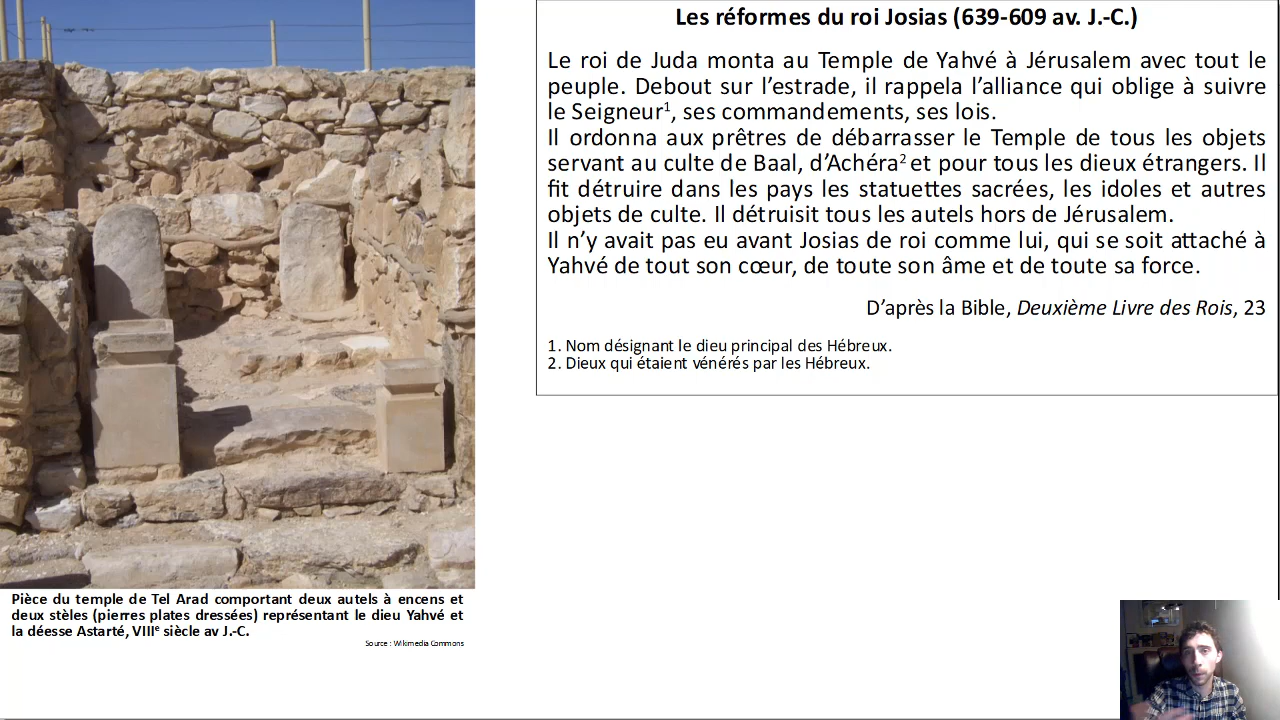 Les réformes du roi Josias (639-609 av. J.-C.)
Le roi de Juda monta au Temple de Yahvé à Jérusalem avec tout le
peuple. Debout sur l’estrade, il rappela l’alliance qui oblige à suivre
le Seigneur¹, ses commandements, ses lois.
Il ordonna aux prêtres de débarrasser le Temple de tous les objets
servant au culte de Baal, d’Achéra² et pour tous les dieux étrangers. Il
fit détruire dans les pays les statuettes sacrées, les idoles et autres
objets de culte. Il détruisit tous les autels hors de Jérusalem.
Il n’y avait pas eu avant Josias de roi comme lui, qui se soit attaché à
Yahvé de tout son cœur, de toute son âme et de toute sa force.
D’après la Bible, Deuxième Livre des Rois, 23
1. Nom désignant le dieu principal des Hébreux.
2. Dieux qui étaient vénérés par les Hébreux.
Pièce du temple de Tel Arad comportant deux autels à encens et
deux stèles (pierres plates dressées) représentant le dieu Yahvé et
la déesse Astarté, VIIIᵉ siècle av J.-C.
Source : Wikimedia Commons